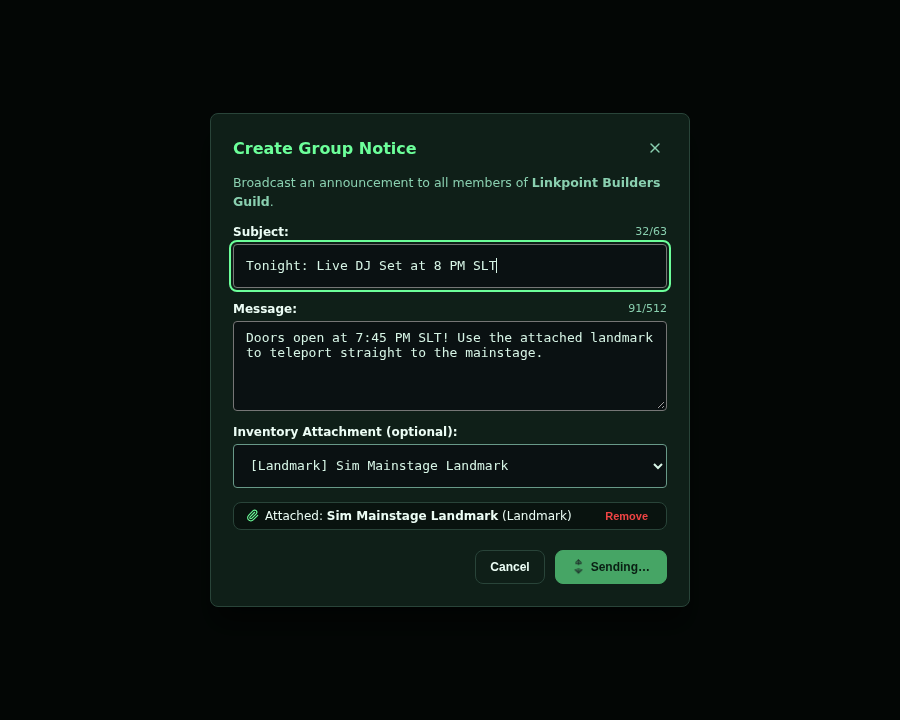 Create Group Notice
Broadcast an announcement to all members of Linkpoint Builders
Guild.
Subject: 32/63
Tonight: Live DJ Set at 8 PM SLT
Message: 91/512
Doors open at 7:45 PM SLT! Use the attached landmark
to teleport straight to the mainstage.
Inventory Attachment (optional):
[Landmark] Sim Mainstage Landmark
Attached: Sim Mainstage Landmark (Landmark) Remove
Cancel Sending…